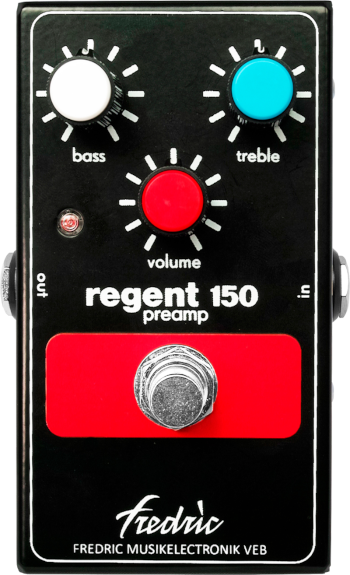 bass
treble
volume
out
in
regent 150
preamp
fredric
FREDRIC MUSIKELECTRONIK VEB